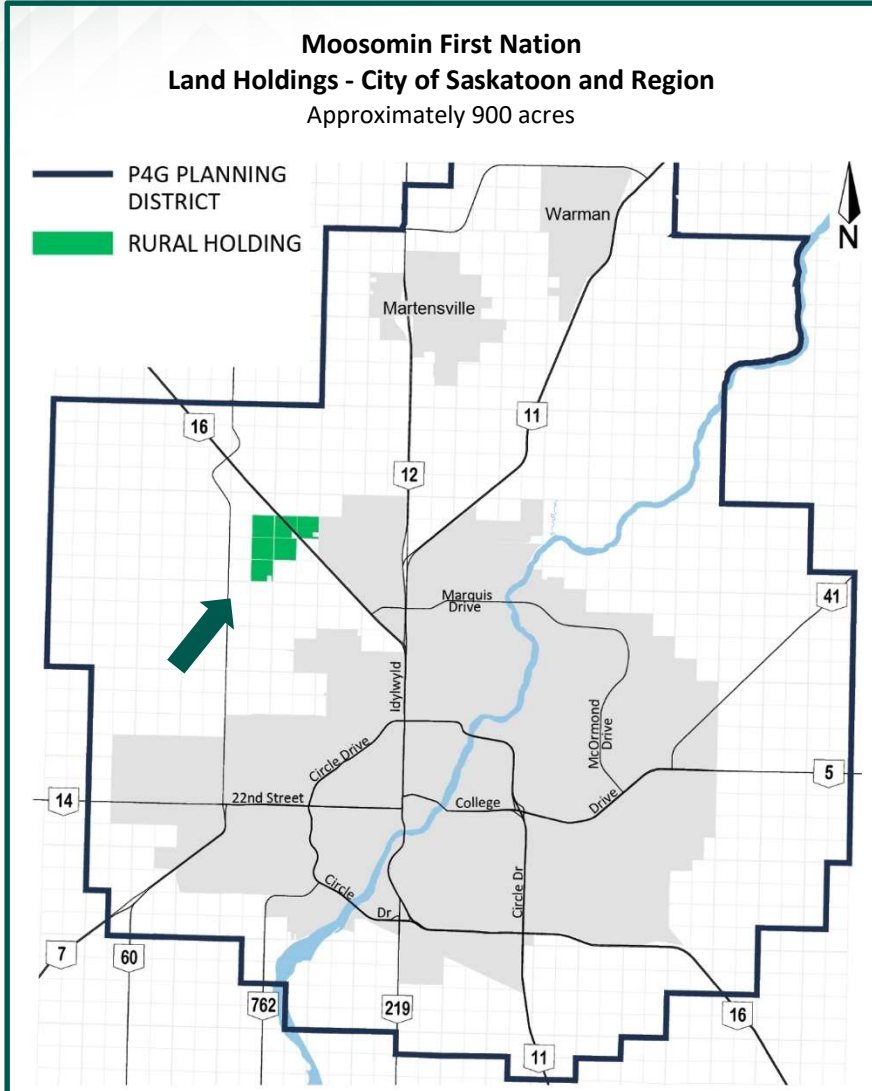 Moosomin First Nation
Land Holdings - City of Saskatoon and Region
Approximately 900 acres
P4G PLANNING
DISTRICT
RURAL HOLDING
N
Warman
Martensville
16
11
12
Marquis
Drive
41
Idylwyld
McOrmond
Drive
Circle Drive
5
14
22nd Street
College
Drive
Circle
Dr
Circle Dr
7
60
762
219
16
11